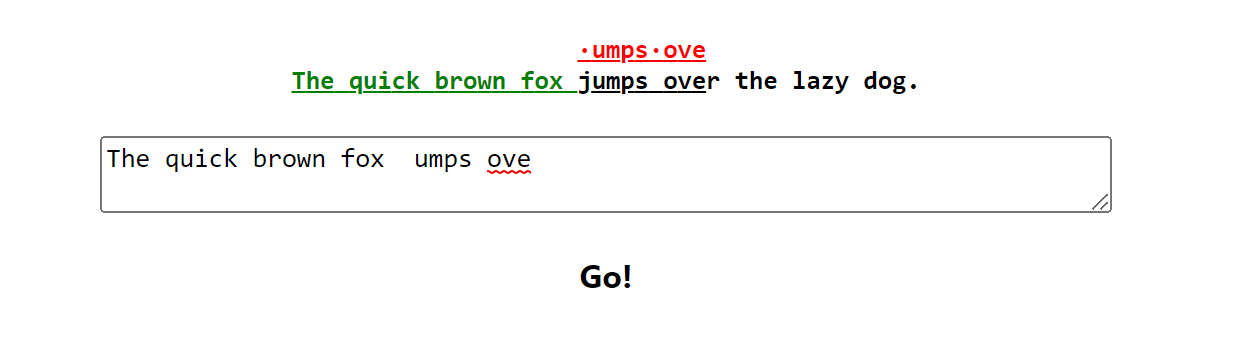 ·umps·ove
The quick brown fox jumps over the lazy dog.
The quick brown fox  umps ove
Go!